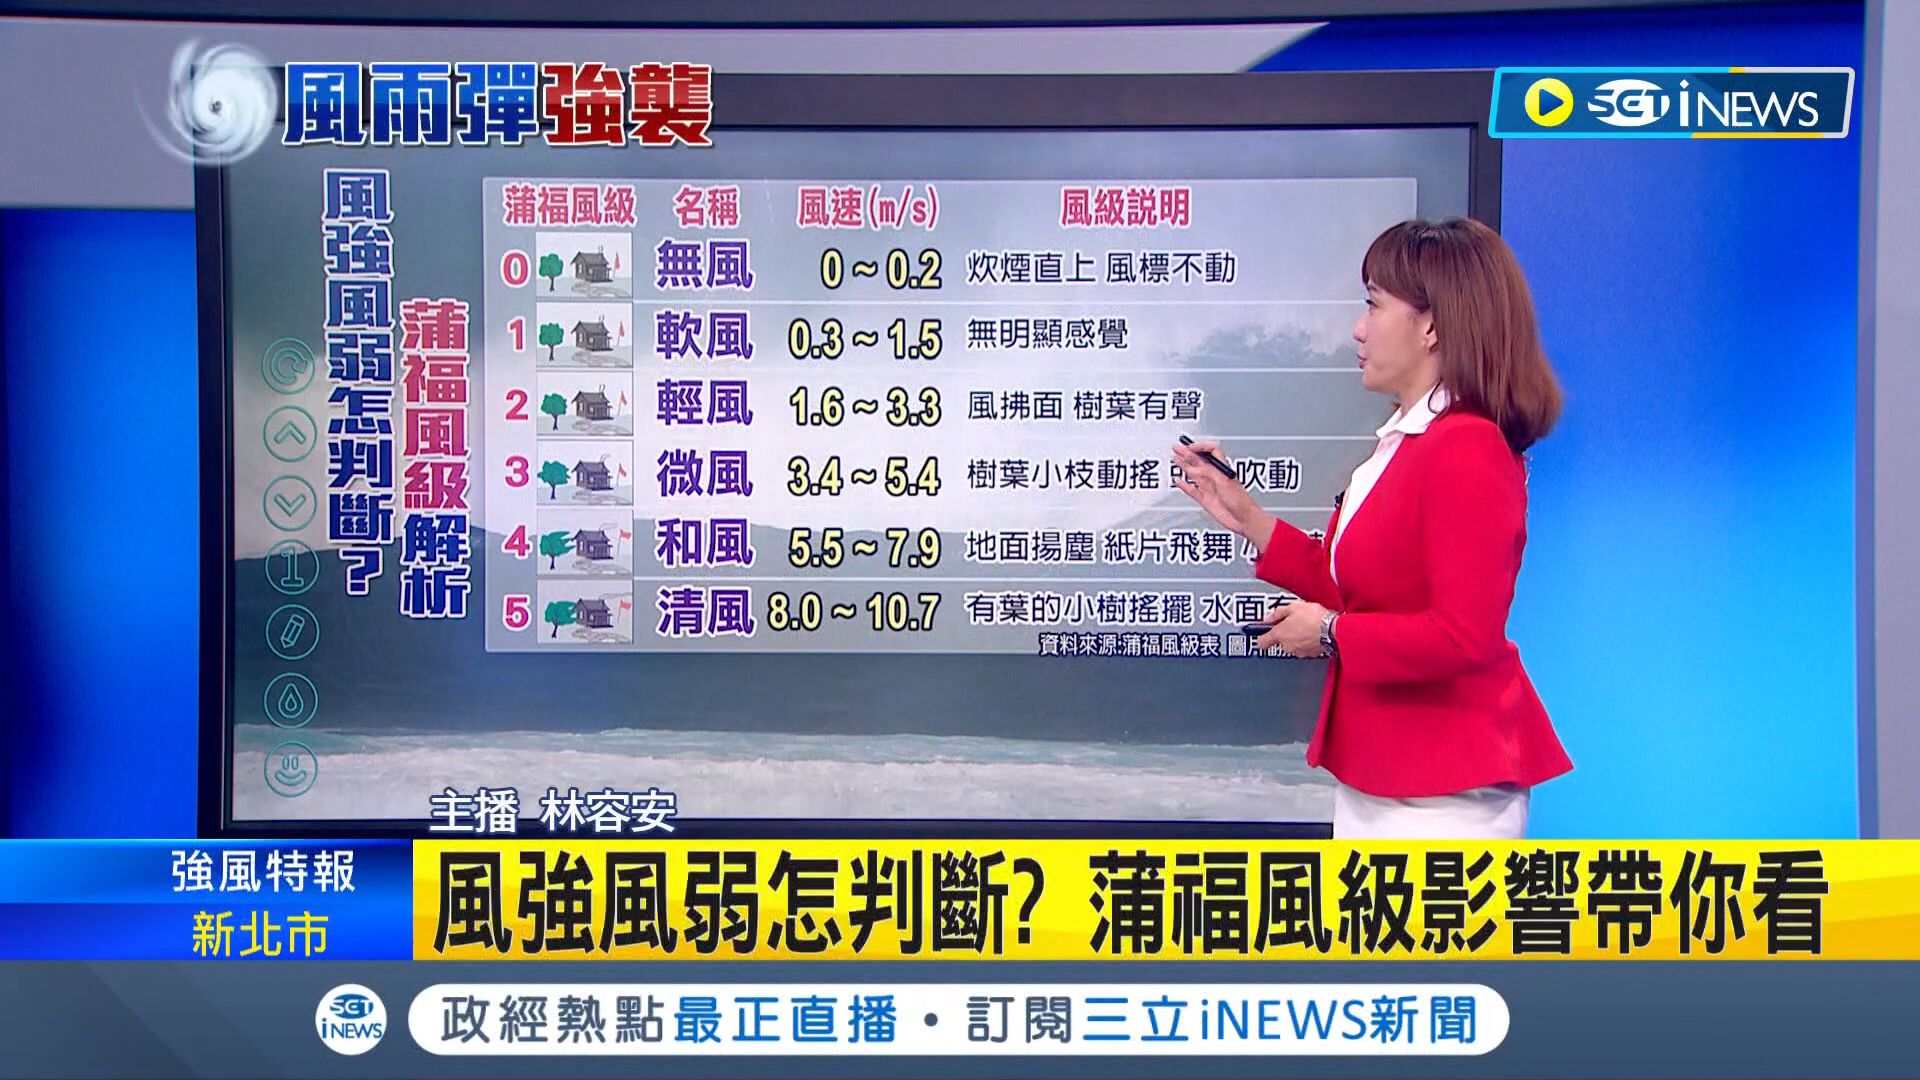 風雨彈強襲
SET iNEWS
風強風弱怎判斷?
蒲福風級解析
蒲福風級 名稱 風速(m/s) 風級説明
0 無風 0~0.2 炊煙直上 風標不動
1 軟風 0.3~1.5 無明顯感覺
2 輕風 1.6~3.3 風拂面 樹葉有聲
3 微風 3.4~5.4 樹葉小枝動搖 吹動
4 和風 5.5~7.9 地面揚塵 紙片飛舞
5 清風 8.0~10.7 有葉的小樹搖擺 水面有
資料來源:蒲福風級表 圖片翻
1
主播 林容安
強風特報
新北市
風強風弱怎判斷? 蒲福風級影響帶你看
SET iNEWS
政經熱點最正直播・訂閱三立iNEWS新聞